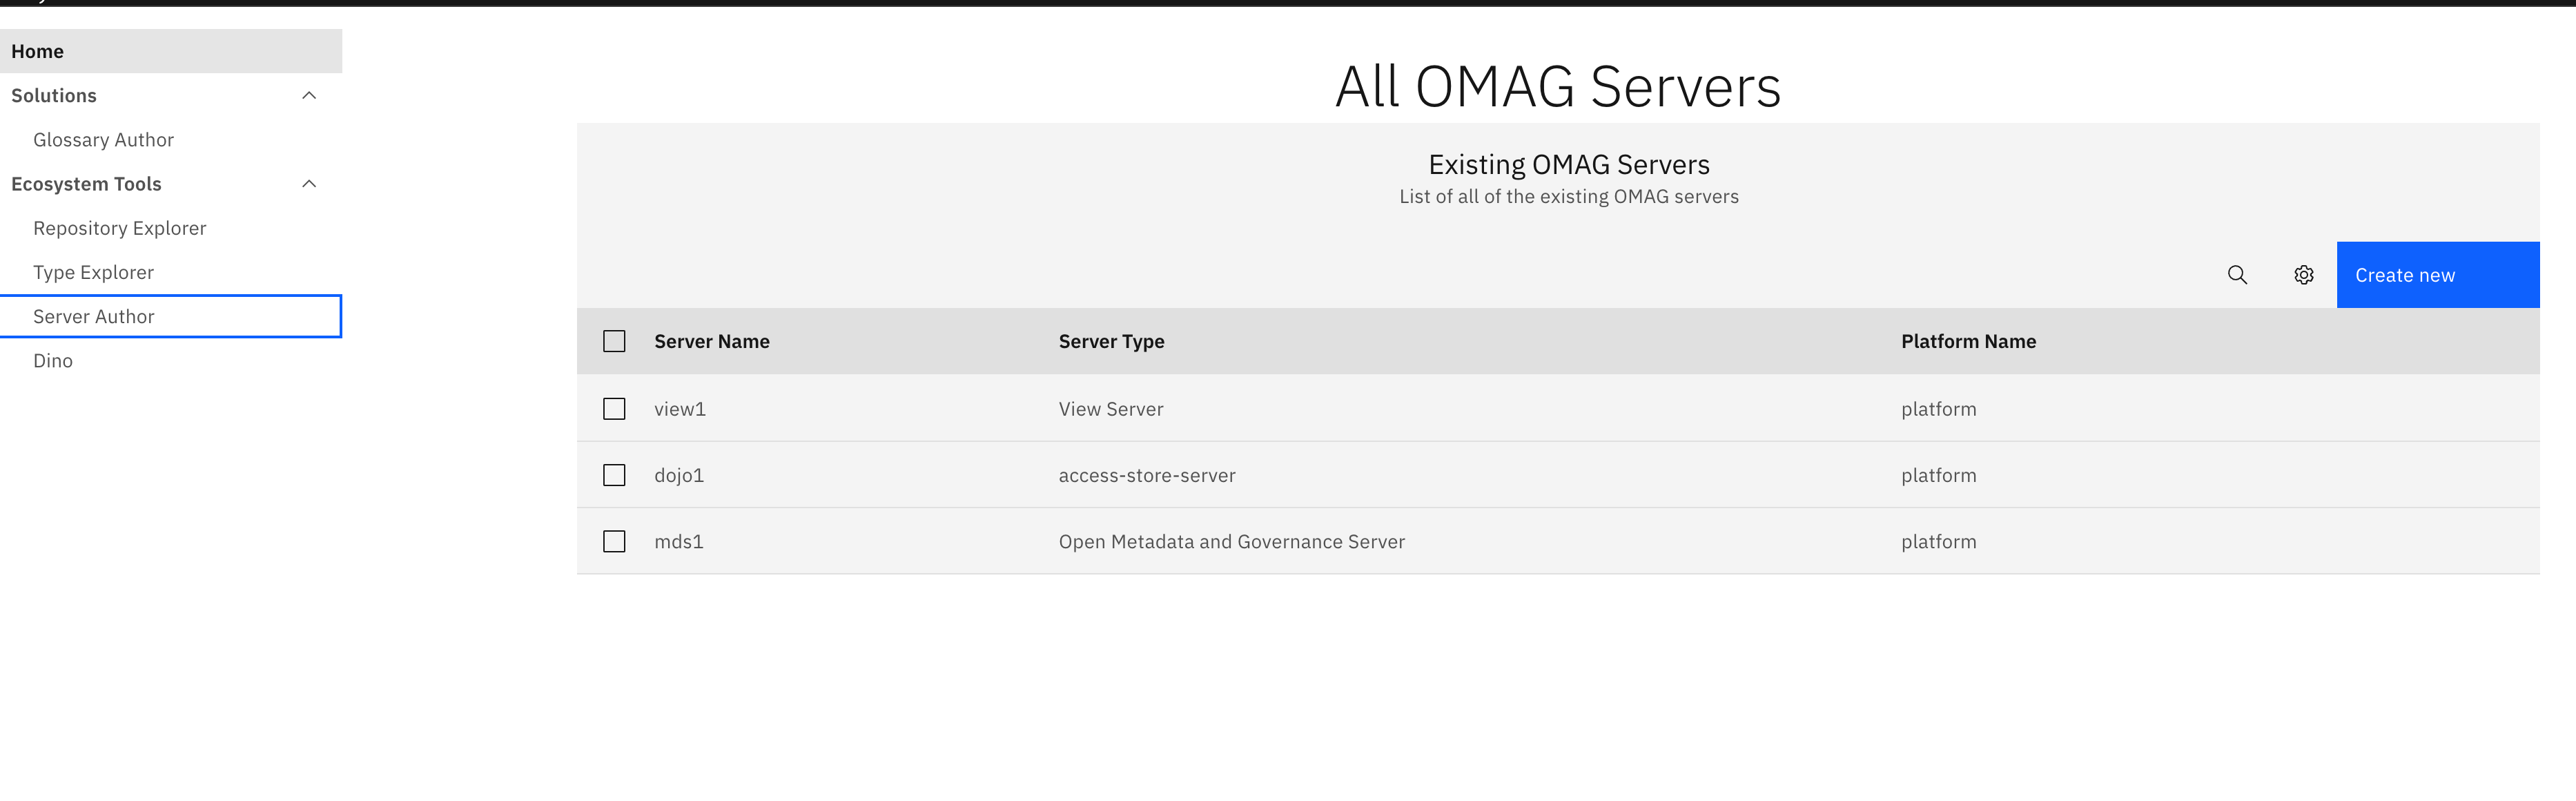 Home
Solutions
Glossary Author
Ecosystem Tools
Repository Explorer
Type Explorer
Server Author
Dino
All OMAG Servers
Existing OMAG Servers
List of all of the existing OMAG servers
Create new
Server Name Server Type Platform Name
view1 View Server platform
dojo1 access-store-server platform
mds1 Open Metadata and Governance Server platform